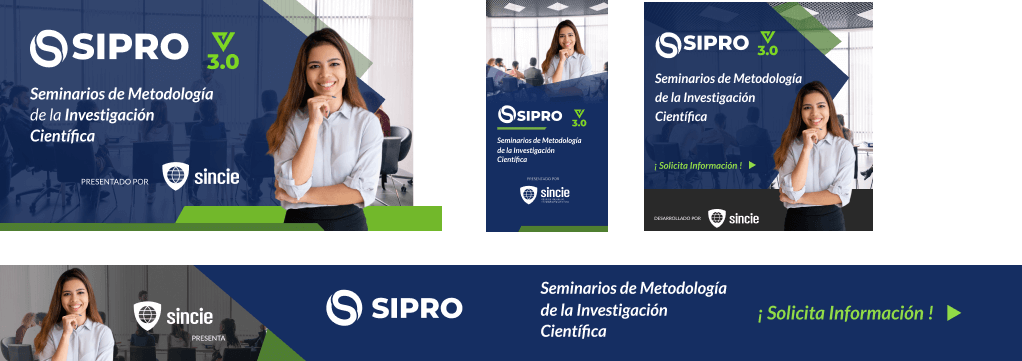 SIPRO
3.0
Seminarios de Metodología
de la Investigación
Científica
PRESENTADO POR
sincie
SIPRO
3.0
Seminarios de Metodología
de la Investigación
Científica
PRESENTADO POR
sincie
SIPRO
3.0
Seminarios de Metodología
de la Investigación
Científica
¡ Solicita Información !
DESARROLLADO POR
sincie
sincie
PRESENTA
SIPRO
Seminarios de Metodología
de la Investigación
Científica
¡ Solicita Información !